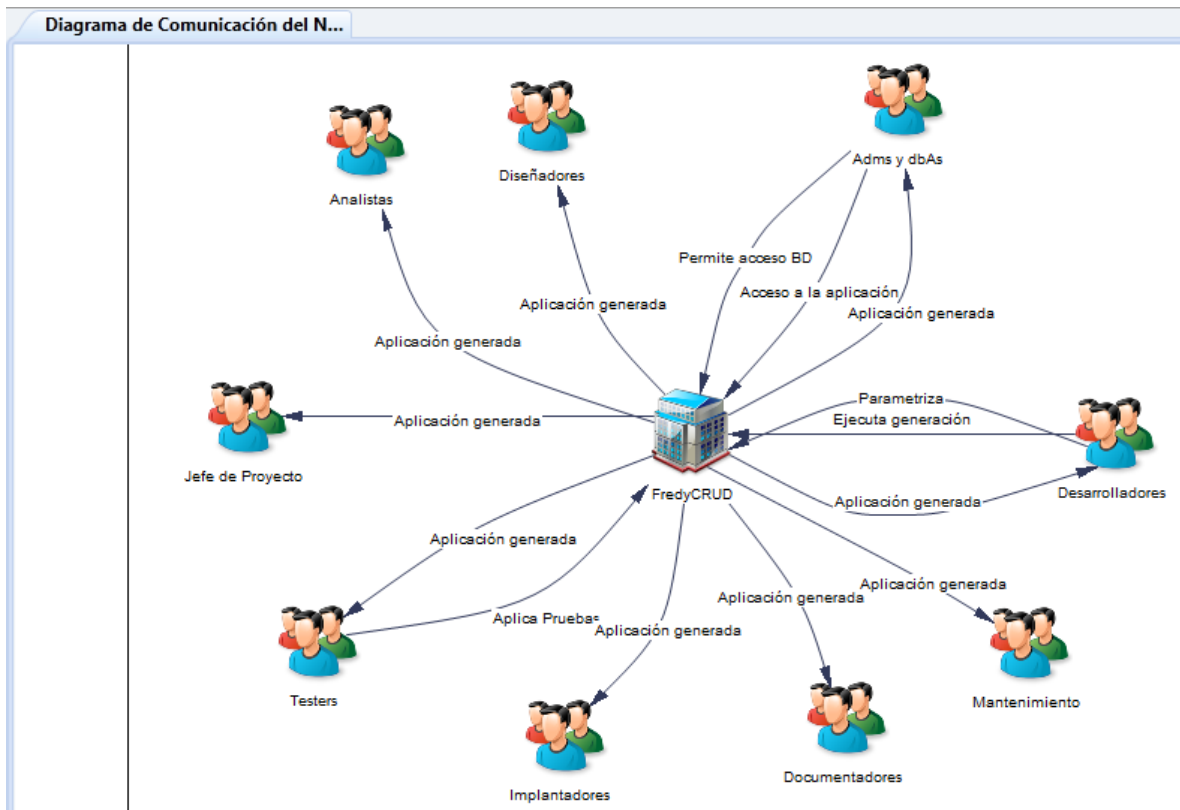 Diagrama de Comunicación del N...
Adms y dbAs
Diseñadores
Analistas
Permite acceso BD
Acceso a la aplicación
Aplicación generada
Aplicación generada
Aplicación generada
Parametriza
Aplicación generada
Ejecuta generación
Jefe de Proyecto
FredyCRUD
Desarrolladores
Aplicación generada
Aplicación generada
Aplicación generada
Aplicación generada
Aplica Pruebas
Aplicación generada
Testers
Mantenimiento
Documentadores
Implantadores